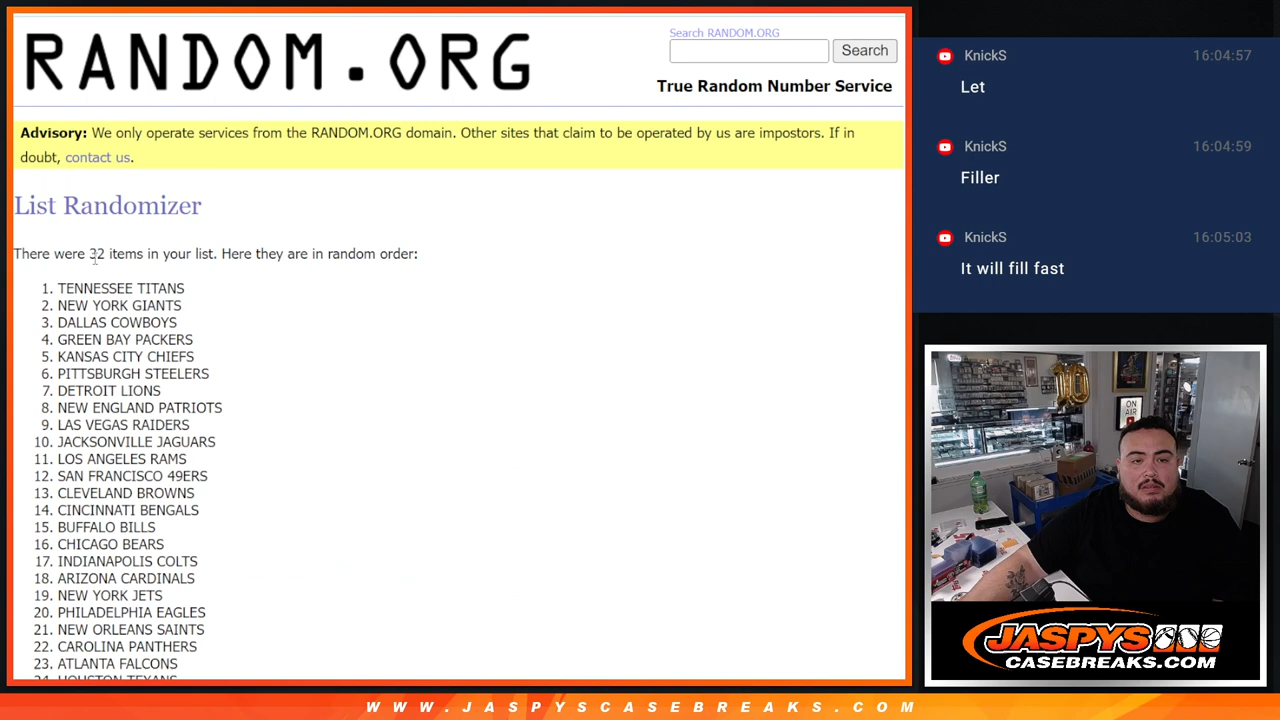 RANDOM.ORG
Search RANDOM.ORG
Search
True Random Number Service
Advisory: We only operate services from the RANDOM.ORG domain. Other sites that claim to be operated by us are impostors. If in
doubt, contact us.
List Randomizer
There were 32 items in your list. Here they are in random order:
1. TENNESSEE TITANS
2. NEW YORK GIANTS
3. DALLAS COWBOYS
4. GREEN BAY PACKERS
5. KANSAS CITY CHIEFS
6. PITTSBURGH STEELERS
7. DETROIT LIONS
8. NEW ENGLAND PATRIOTS
9. LAS VEGAS RAIDERS
10. JACKSONVILLE JAGUARS
11. LOS ANGELES RAMS
12. SAN FRANCISCO 49ERS
13. CLEVELAND BROWNS
14. CINCINNATI BENGALS
15. BUFFALO BILLS
16. CHICAGO BEARS
17. INDIANAPOLIS COLTS
18. ARIZONA CARDINALS
19. NEW YORK JETS
20. PHILADELPHIA EAGLES
21. NEW ORLEANS SAINTS
22. CAROLINA PANTHERS
23. ATLANTA FALCONS
24. HOUSTON TEXANS
KnickS 16:04:57
Let
KnickS 16:04:59
Filler
KnickS 16:05:03
It will fill fast
10
ON
AIR
JASPYS
CASEBREAKS.COM
WWW.JASPYSCASEBREAKS.COM